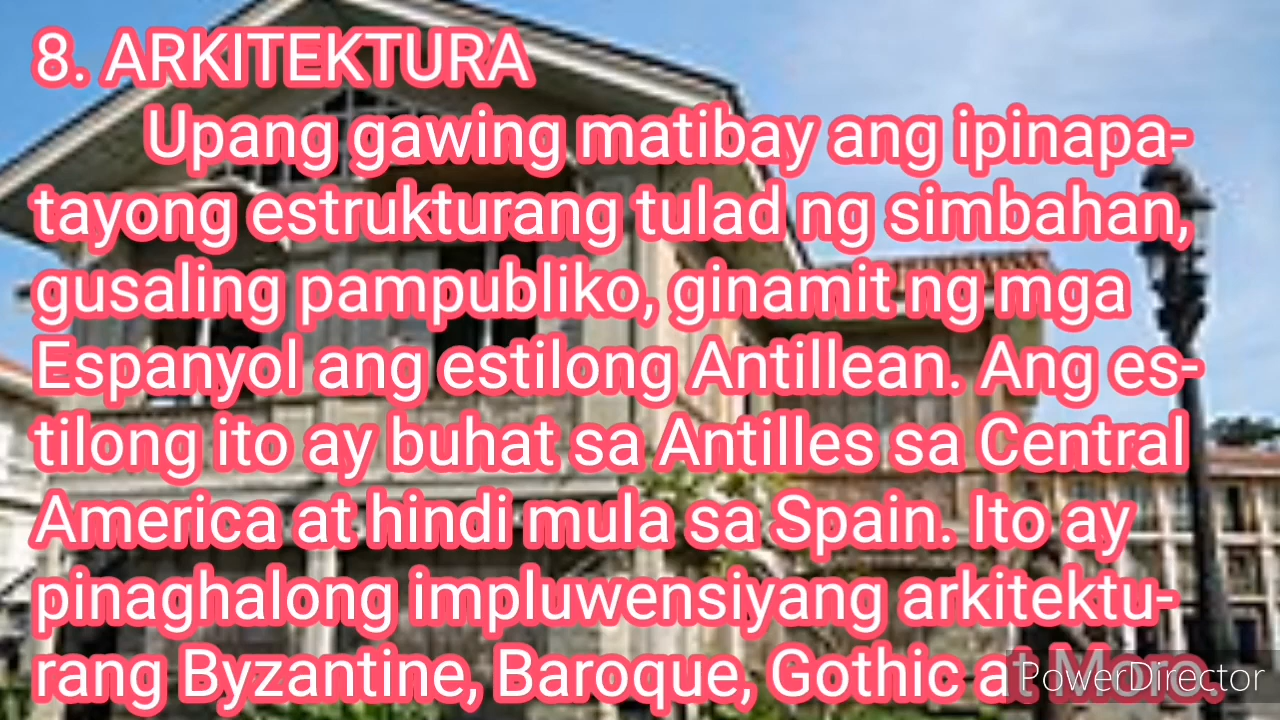 8. ARKITEKTURA
Upang gawing matibay ang ipinapa-
tayong estrukturang tulad ng simbahan,
gusaling pampubliko, ginamit ng mga
Espanyol ang estilong Antillean. Ang es-
tilong ito ay buhat sa Antilles sa Central
America at hindi mula sa Spain. Ito ay
pinaghalong impluwensiyang arkitektu-
rang Byzantine, Baroque, Gothic at Moro.
PowerDirector